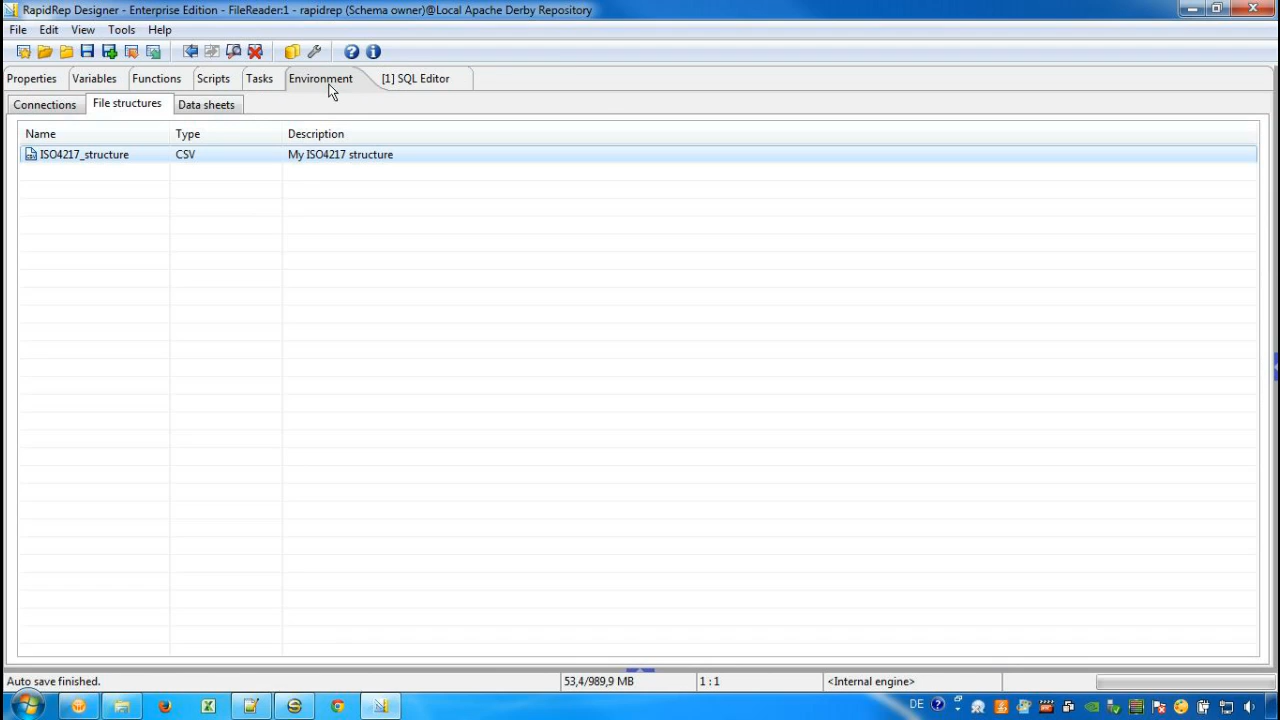 RapidRep Designer - Enterprise Edition - FileReader:1 - rapidrep (Schema owner)@Local Apache Derby Repository
File Edit View Tools Help
Properties Variables Functions Scripts Tasks Environment [1] SQL Editor
Connections File structures Data sheets
Name Type Description
ISO4217_structure CSV My ISO4217 structure
Auto save finished. 53,4/989,9 MB 1 : 1 <Internal engine>
DE